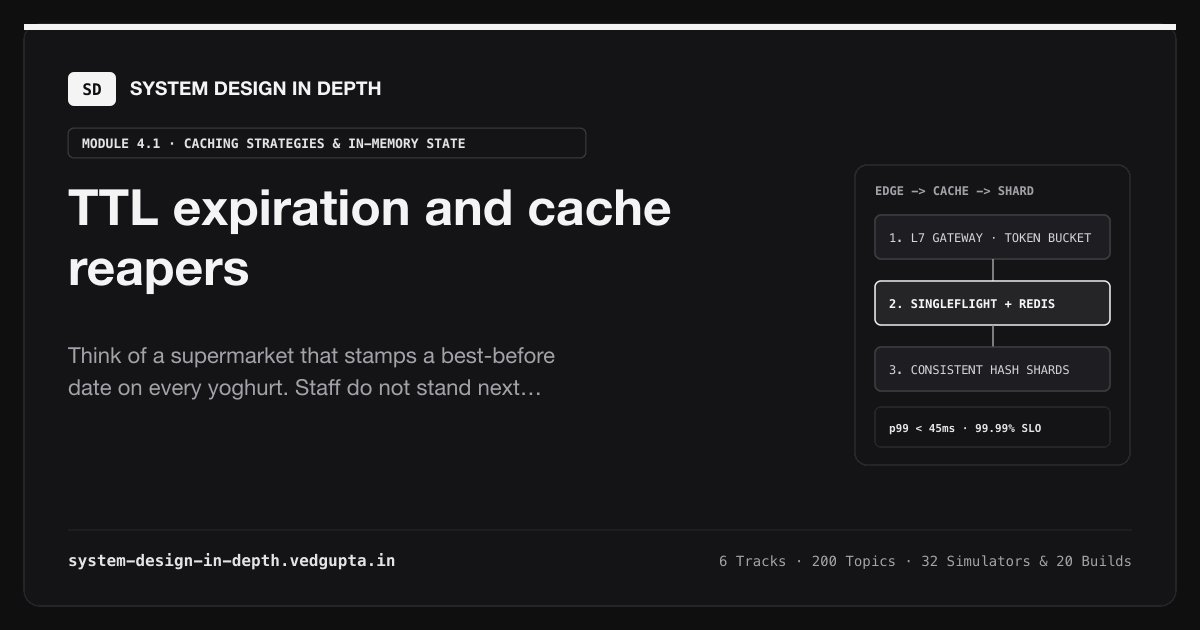 SD SYSTEM DESIGN IN DEPTH
MODULE 4.1 · CACHING STRATEGIES & IN-MEMORY STATE
TTL expiration and cache
reapers
Think of a supermarket that stamps a best-before
date on every yoghurt. Staff do not stand next…
EDGE -> CACHE -> SHARD
1. L7 GATEWAY · TOKEN BUCKET
2. SINGLEFLIGHT + REDIS
3. CONSISTENT HASH SHARDS
p99 < 45ms · 99.99% SLO
system-design-in-depth.vedgupta.in
6 Tracks · 200 Topics · 32 Simulators & 20 Builds